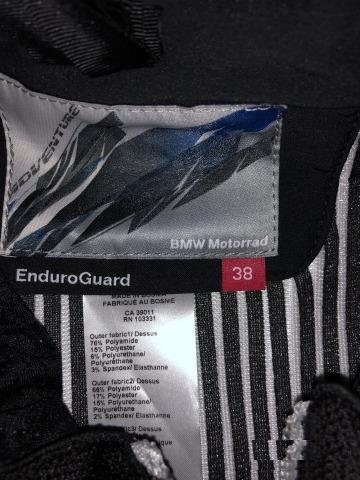 ADVENTURE
BMW Motorrad
EnduroGuard
38
FABRIQUÉ AU BOSNIE
CA 39011
RN 103331
Outer fabric1/ Dessus
76% Polyamide
15% Polyester
6% Polyurethane/
Polyuréthane
3% Spandex/ Elasthanne
Outer fabric2/ Dessus
66% Polyamide
17% Polyester
15% Polyurethane/
Polyuréthane
2% Spandex/ Elasthanne
fabric3/ Dessus